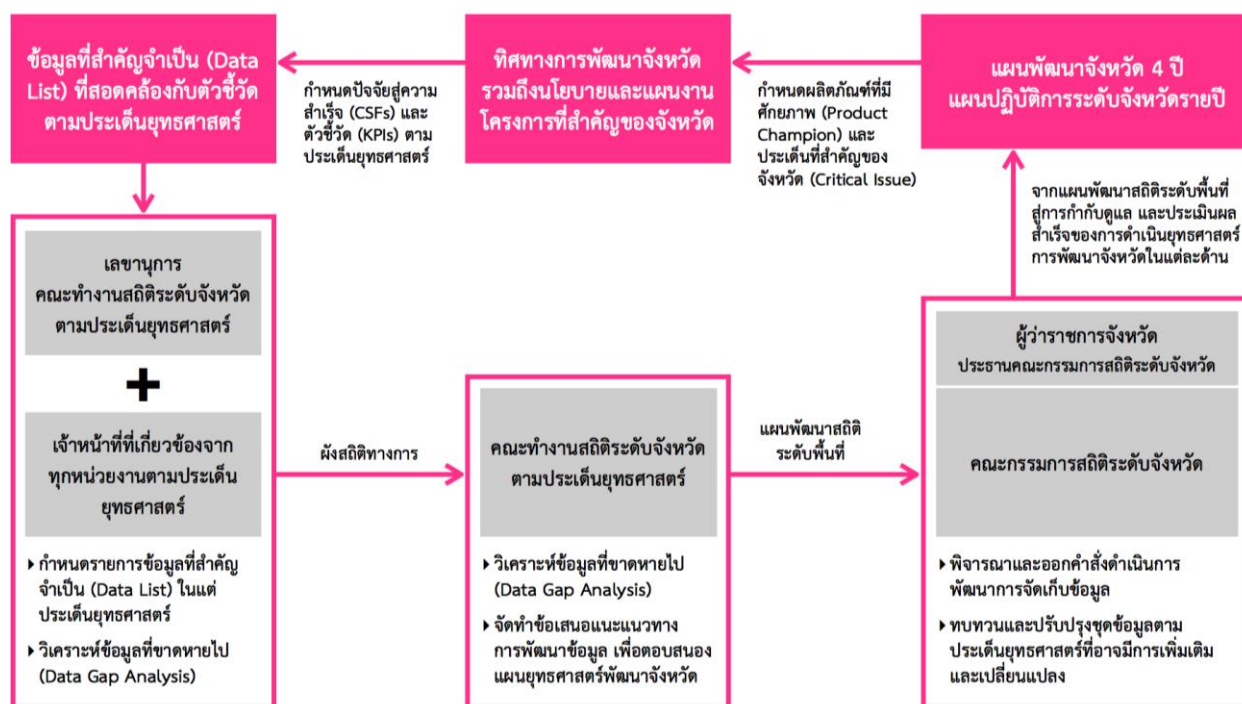 ข้อมูลที่สำคัญจำเป็น (Data
List) ที่สอดคล้องกับตัวชี้วัด
ตามประเด็นยุทธศาสตร์
กำหนดปัจจัยสู่ความ
สำเร็จ (CSFs) และ
ตัวชี้วัด (KPIs) ตาม
ประเด็นยุทธศาสตร์
ทิศทางการพัฒนาจังหวัด
รวมถึงนโยบายและแผนงาน
โครงการที่สำคัญของจังหวัด
กำหนดผลิตภัณฑ์ที่มี
ศักยภาพ (Product
Champion) และ
ประเด็นที่สำคัญของ
จังหวัด (Critical Issue)
แผนพัฒนาจังหวัด 4 ปี
แผนปฏิบัติการระดับจังหวัดรายปี
จากแผนพัฒนาสถิติระดับพื้นที่
สู่การกำกับดูแล และประเมินผล
สำเร็จของการดำเนินยุทธศาสตร์
การพัฒนาจังหวัดในแต่ละด้าน
เลขานุการ
คณะทำงานสถิติระดับจังหวัด
ตามประเด็นยุทธศาสตร์
+
เจ้าหน้าที่ที่เกี่ยวข้องจาก
ทุกหน่วยงานตามประเด็น
ยุทธศาสตร์
กำหนดรายการข้อมูลที่สำคัญ
จำเป็น (Data List) ในแต่
ประเด็นยุทธศาสตร์
วิเคราะห์ข้อมูลที่ขาดหายไป
(Data Gap Analysis)
ผังสถิติทางการ
คณะทำงานสถิติระดับจังหวัด
ตามประเด็นยุทธศาสตร์
วิเคราะห์ข้อมูลที่ขาดหายไป
(Data Gap Analysis)
จัดทำข้อเสนอแนะแนวทาง
การพัฒนาข้อมูล เพื่อตอบสนอง
แผนยุทธศาสตร์พัฒนาจังหวัด
แผนพัฒนาสถิติ
ระดับพื้นที่
ผู้ว่าราชการจังหวัด
ประธานคณะกรรมการสถิติระดับจังหวัด
คณะกรรมการสถิติระดับจังหวัด
พิจารณาและออกคำสั่งดำเนินการ
พัฒนาการจัดเก็บข้อมูล
ทบทวนและปรับปรุงชุดข้อมูลตาม
ประเด็นยุทธศาสตร์ที่อาจมีการเพิ่มเติม
และเปลี่ยนแปลง